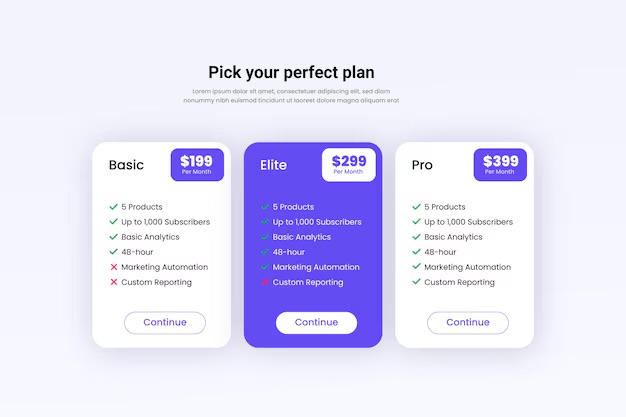 Pick your perfect plan
Lorem ipsum dolor sit amet, consectetuer adipiscing elit, sed diam
nonummy nibh euismod tincidunt ut laoreet dolore magna aliquam erat
Basic
$199
Per Month
5 Products
Up to 1,000 Subscribers
Basic Analytics
48-hour
Marketing Automation
Custom Reporting
Continue
Elite
$299
Per Month
5 Products
Up to 1,000 Subscribers
Basic Analytics
48-hour
Marketing Automation
Custom Reporting
Continue
Pro
$399
Per Month
5 Products
Up to 1,000 Subscribers
Basic Analytics
48-hour
Marketing Automation
Custom Reporting
Continue